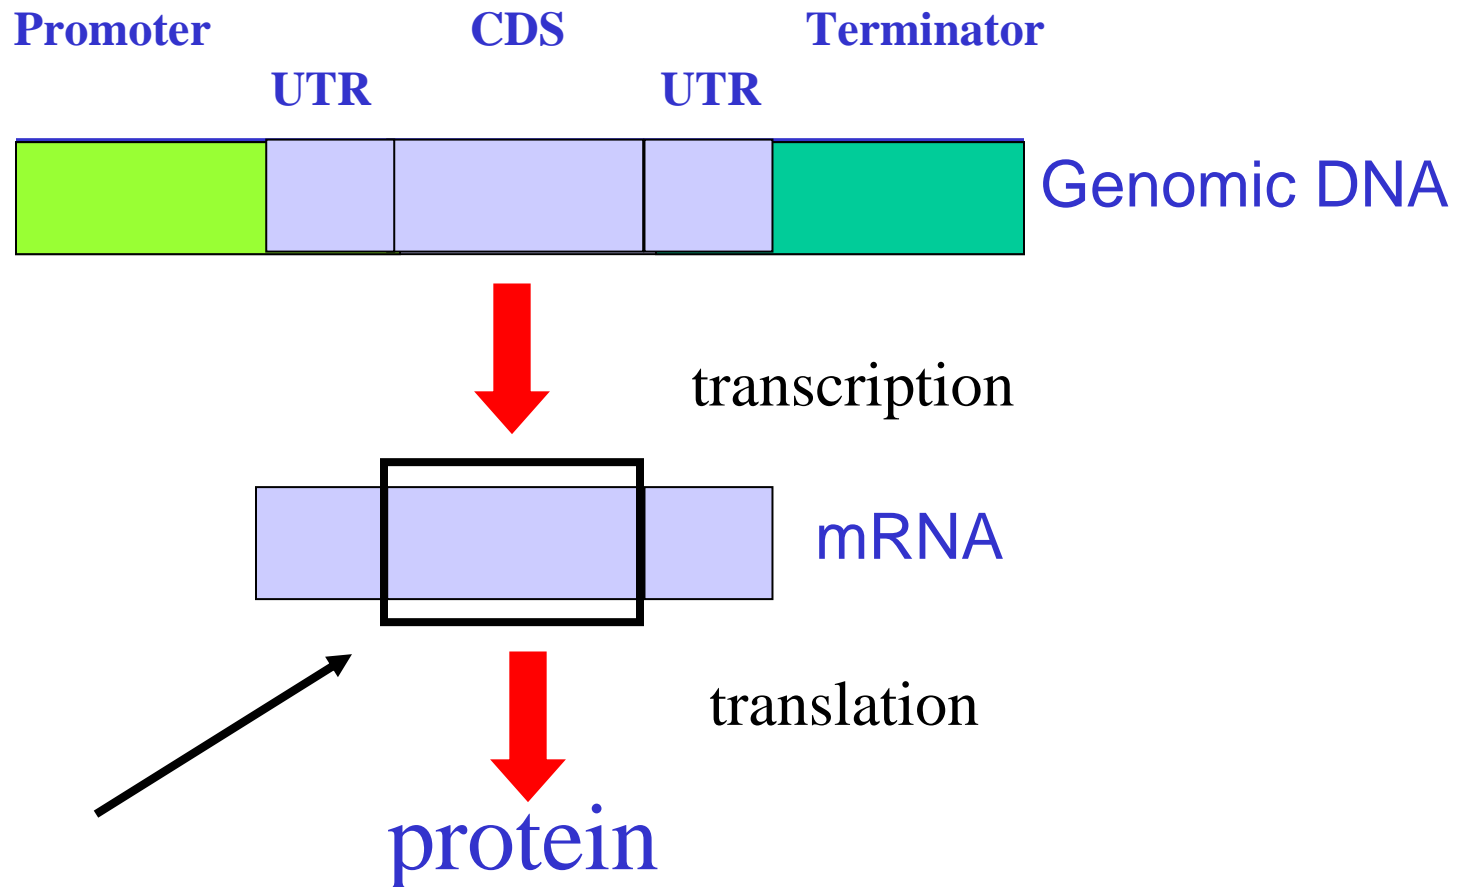 Promoter CDS Terminator
UTR UTR
Genomic DNA
transcription
mRNA
translation
protein